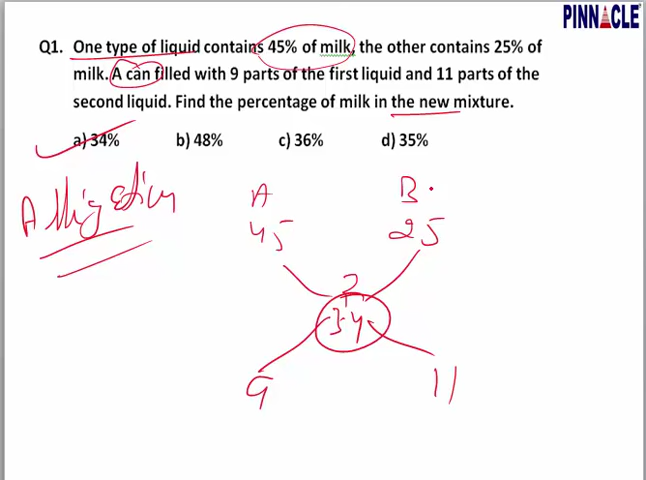 PINNACLE
Q1. One type of liquid contains 45% of milk, the other contains 25% of
milk. A can filled with 9 parts of the first liquid and 11 parts of the
second liquid. Find the percentage of milk in the new mixture.
a) 34% b) 48% c) 36% d) 35%
Alligation
A B
45 25
?
34
9 11